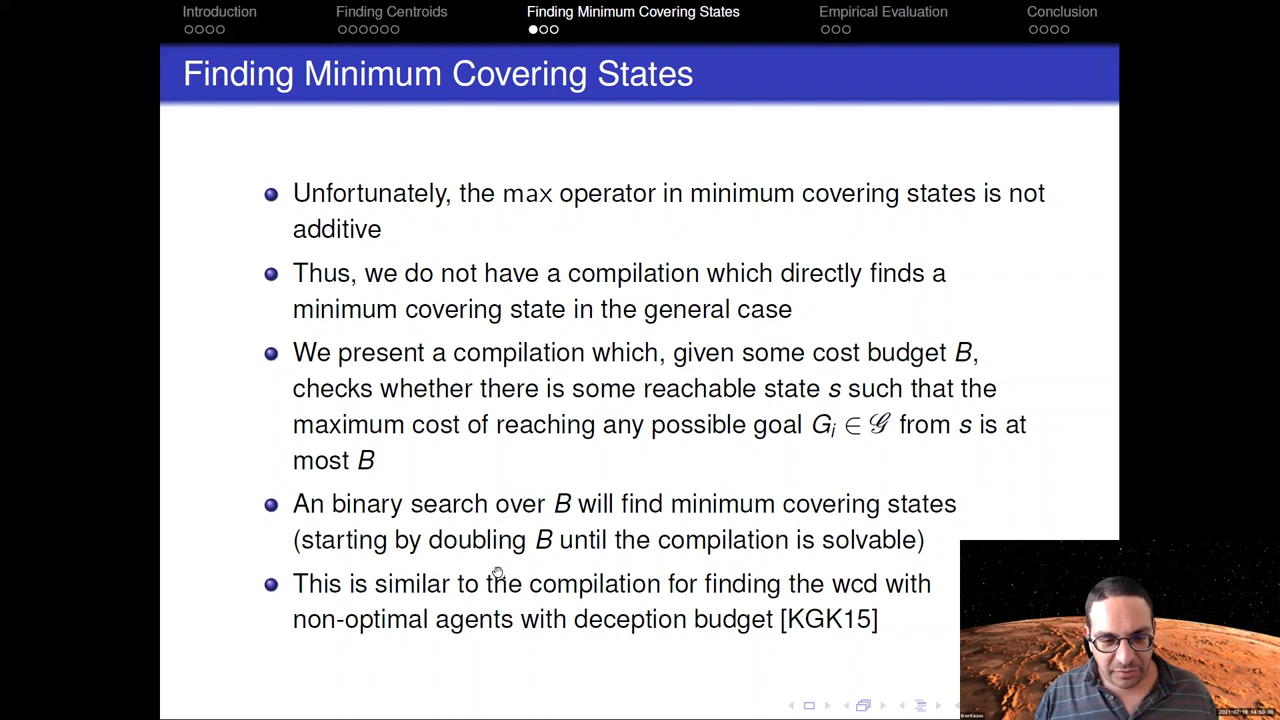 Introduction
Finding Centroids
Finding Minimum Covering States
Empirical Evaluation
Conclusion
Finding Minimum Covering States
Unfortunately, the max operator in minimum covering states is not
additive
Thus, we do not have a compilation which directly finds a
minimum covering state in the general case
We present a compilation which, given some cost budget B,
checks whether there is some reachable state s such that the
maximum cost of reaching any possible goal Gᵢ ∈ 𝒢 from s is at
most B
An binary search over B will find minimum covering states
(starting by doubling B until the compilation is solvable)
This is similar to the compilation for finding the wcd with
non-optimal agents with deception budget [KGK15]
Erez Karpas